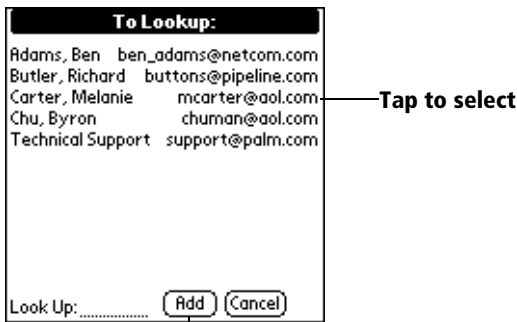 To Lookup:
Adams, Ben ben_adams@netcom.com
Butler, Richard buttons@pipeline.com
Carter, Melanie mcarter@aol.com
Tap to select
Chu, Byron chuman@aol.com
Technical Support support@palm.com
Look Up: Add Cancel